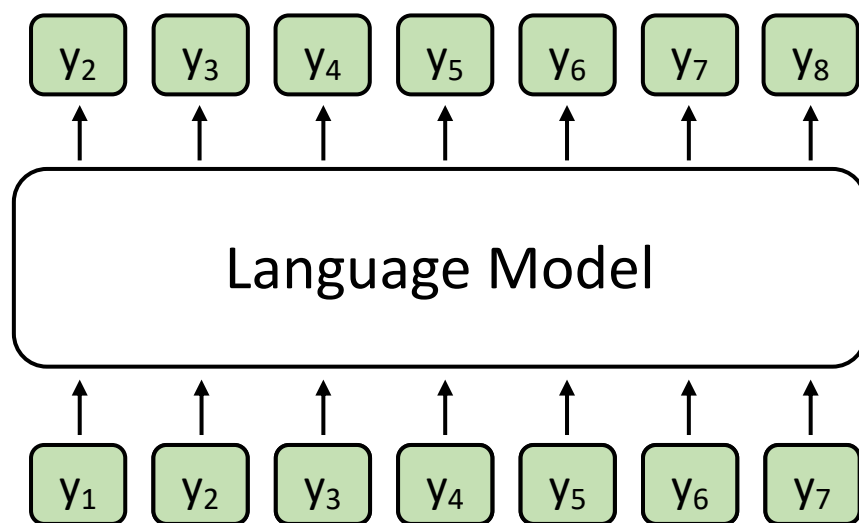 y₂ y₃ y₄ y₅ y₆ y₇ y₈
Language Model
y₁ y₂ y₃ y₄ y₅ y₆ y₇